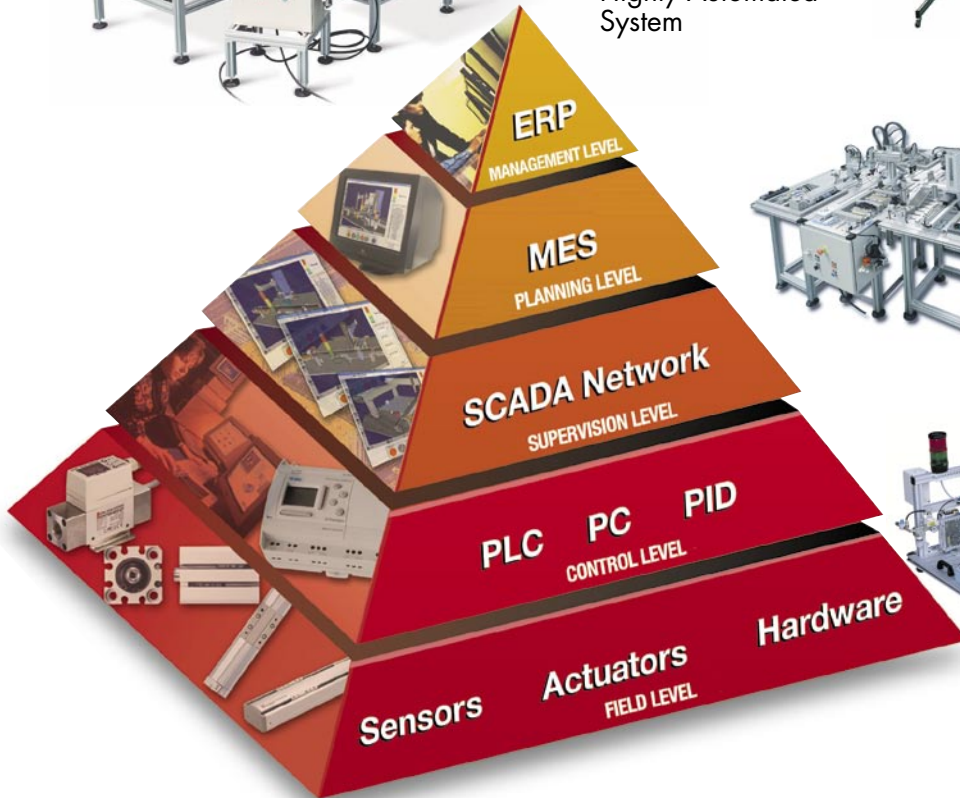 System
ERP
MANAGEMENT LEVEL
MES
PLANNING LEVEL
SCADA Network
SUPERVISION LEVEL
PLC PC PID
CONTROL LEVEL
Sensors Actuators Hardware
FIELD LEVEL